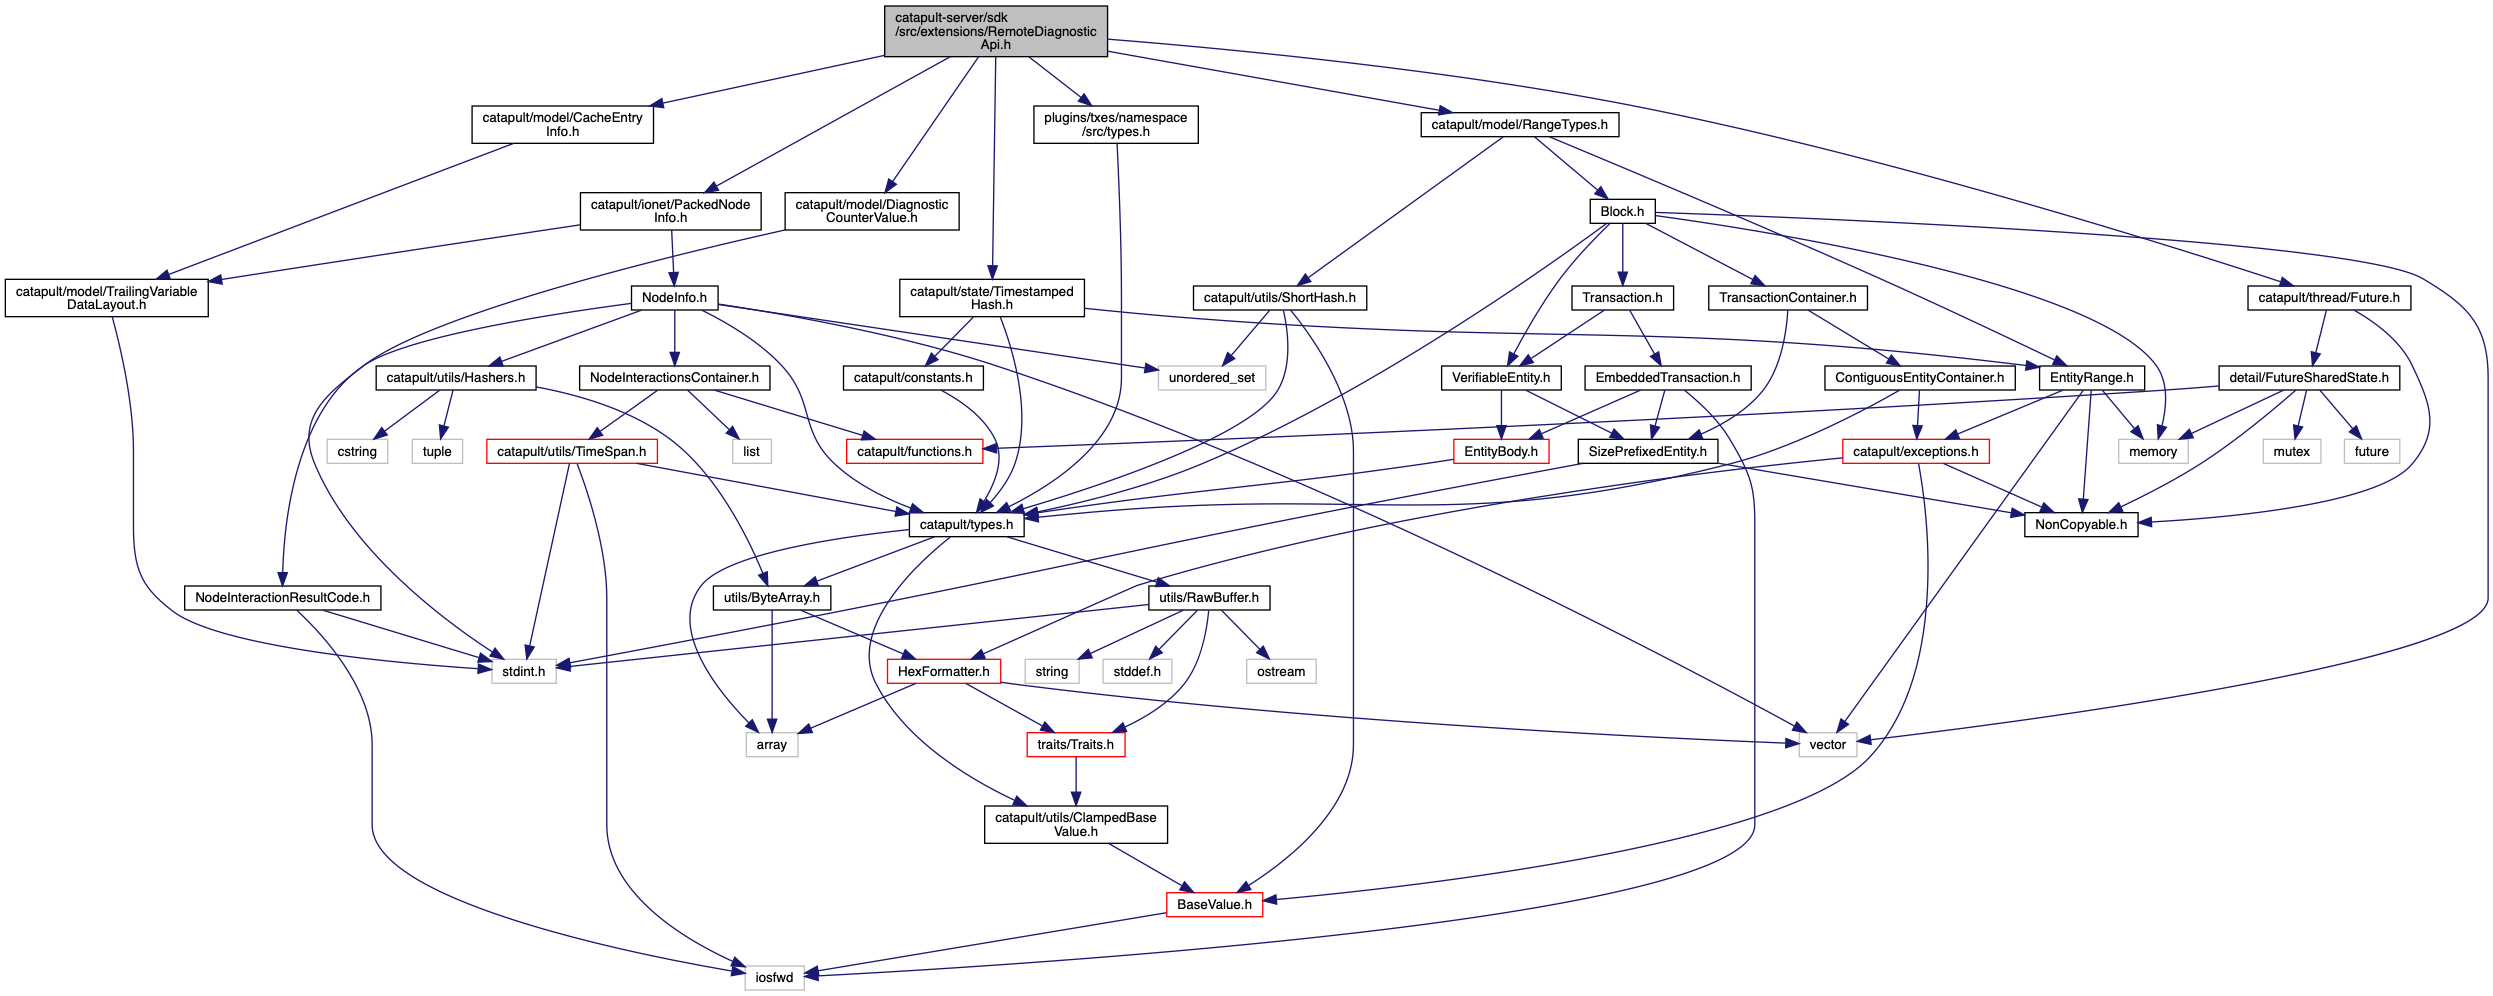 catapult-server/sdk
/src/extensions/RemoteDiagnostic
Api.h
catapult/model/CacheEntry
Info.h
plugins/txes/namespace
/src/types.h
catapult/model/RangeTypes.h
catapult/ionet/PackedNode
Info.h
catapult/model/Diagnostic
CounterValue.h
Block.h
catapult/model/TrailingVariable
DataLayout.h
NodeInfo.h
catapult/state/Timestamped
Hash.h
catapult/utils/ShortHash.h
Transaction.h
TransactionContainer.h
catapult/thread/Future.h
catapult/utils/Hashers.h
NodeInteractionsContainer.h
catapult/constants.h
unordered_set
VerifiableEntity.h
EmbeddedTransaction.h
ContiguousEntityContainer.h
EntityRange.h
detail/FutureSharedState.h
cstring
tuple
catapult/utils/TimeSpan.h
list
catapult/functions.h
EntityBody.h
SizePrefixedEntity.h
catapult/exceptions.h
memory
mutex
future
catapult/types.h
NonCopyable.h
NodeInteractionResultCode.h
utils/ByteArray.h
utils/RawBuffer.h
stdint.h
HexFormatter.h
string
stddef.h
ostream
array
traits/Traits.h
vector
catapult/utils/ClampedBase
Value.h
BaseValue.h
iosfwd